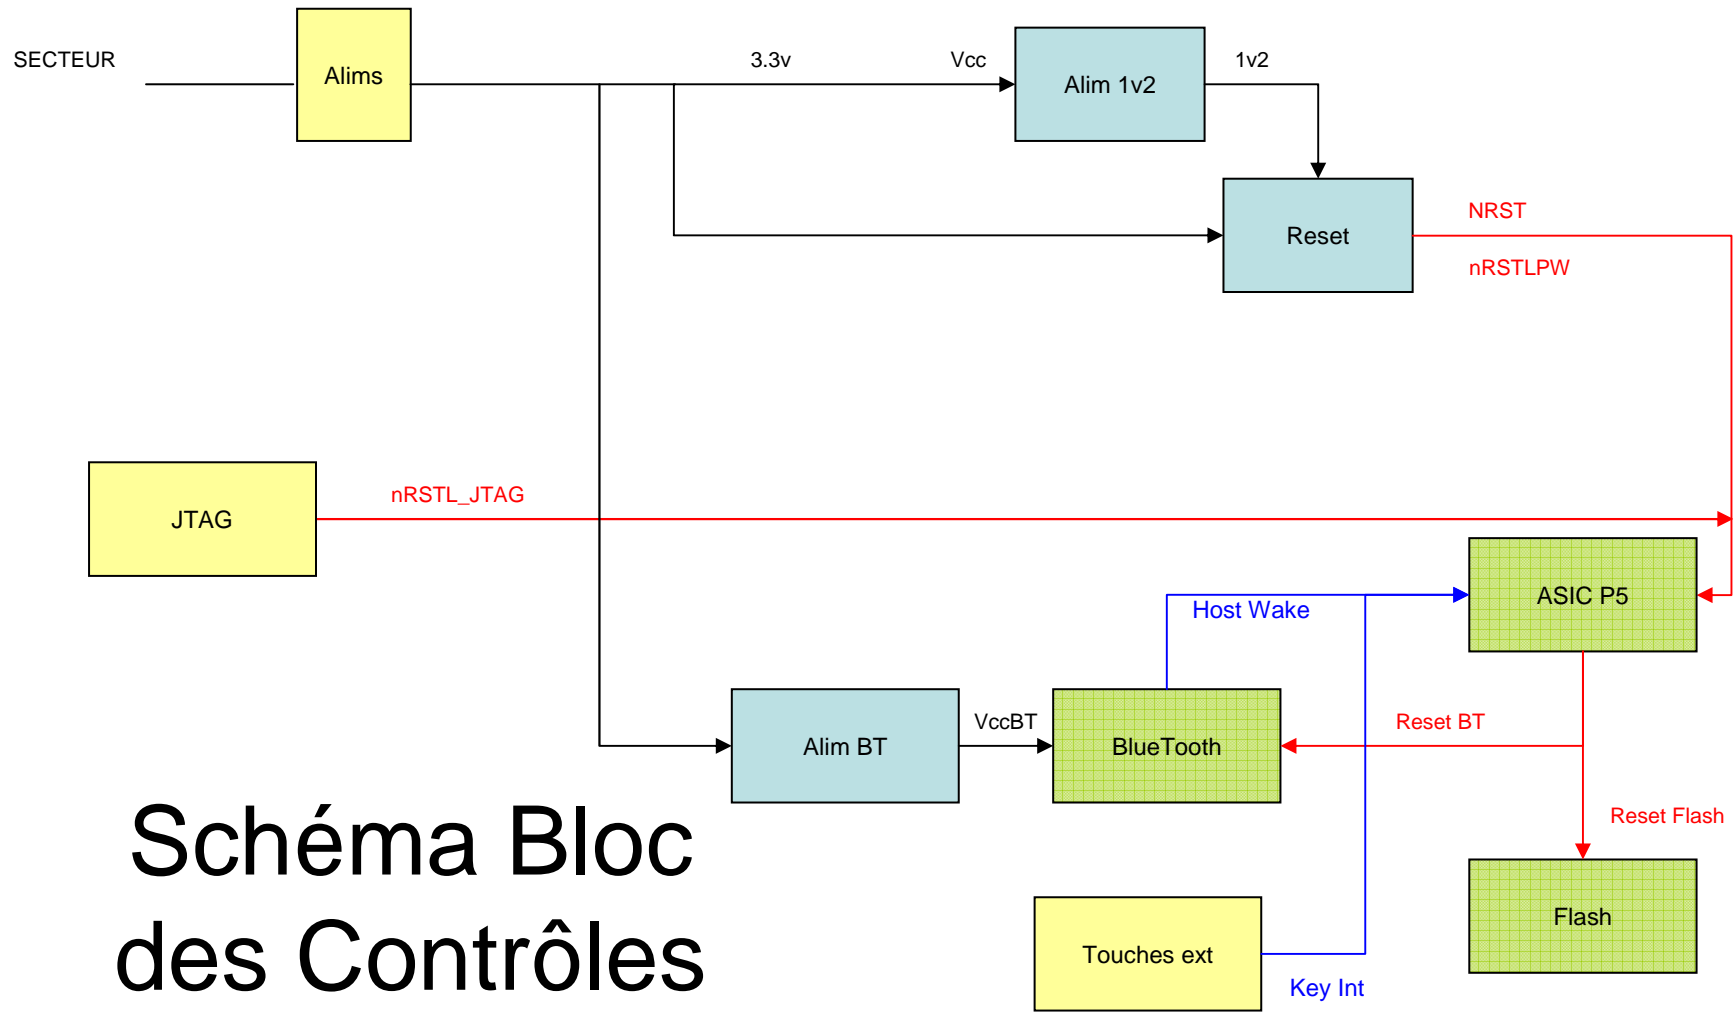 SECTEUR
Alims
3.3v
Vcc
Alim 1v2
1v2
Reset
NRST
nRSTLPW
JTAG
nRSTL_JTAG
ASIC P5
Host Wake
Alim BT
VccBT
BlueTooth
Reset BT
Reset Flash
Flash
Touches ext
Key Int
Schéma Bloc
des Contrôles